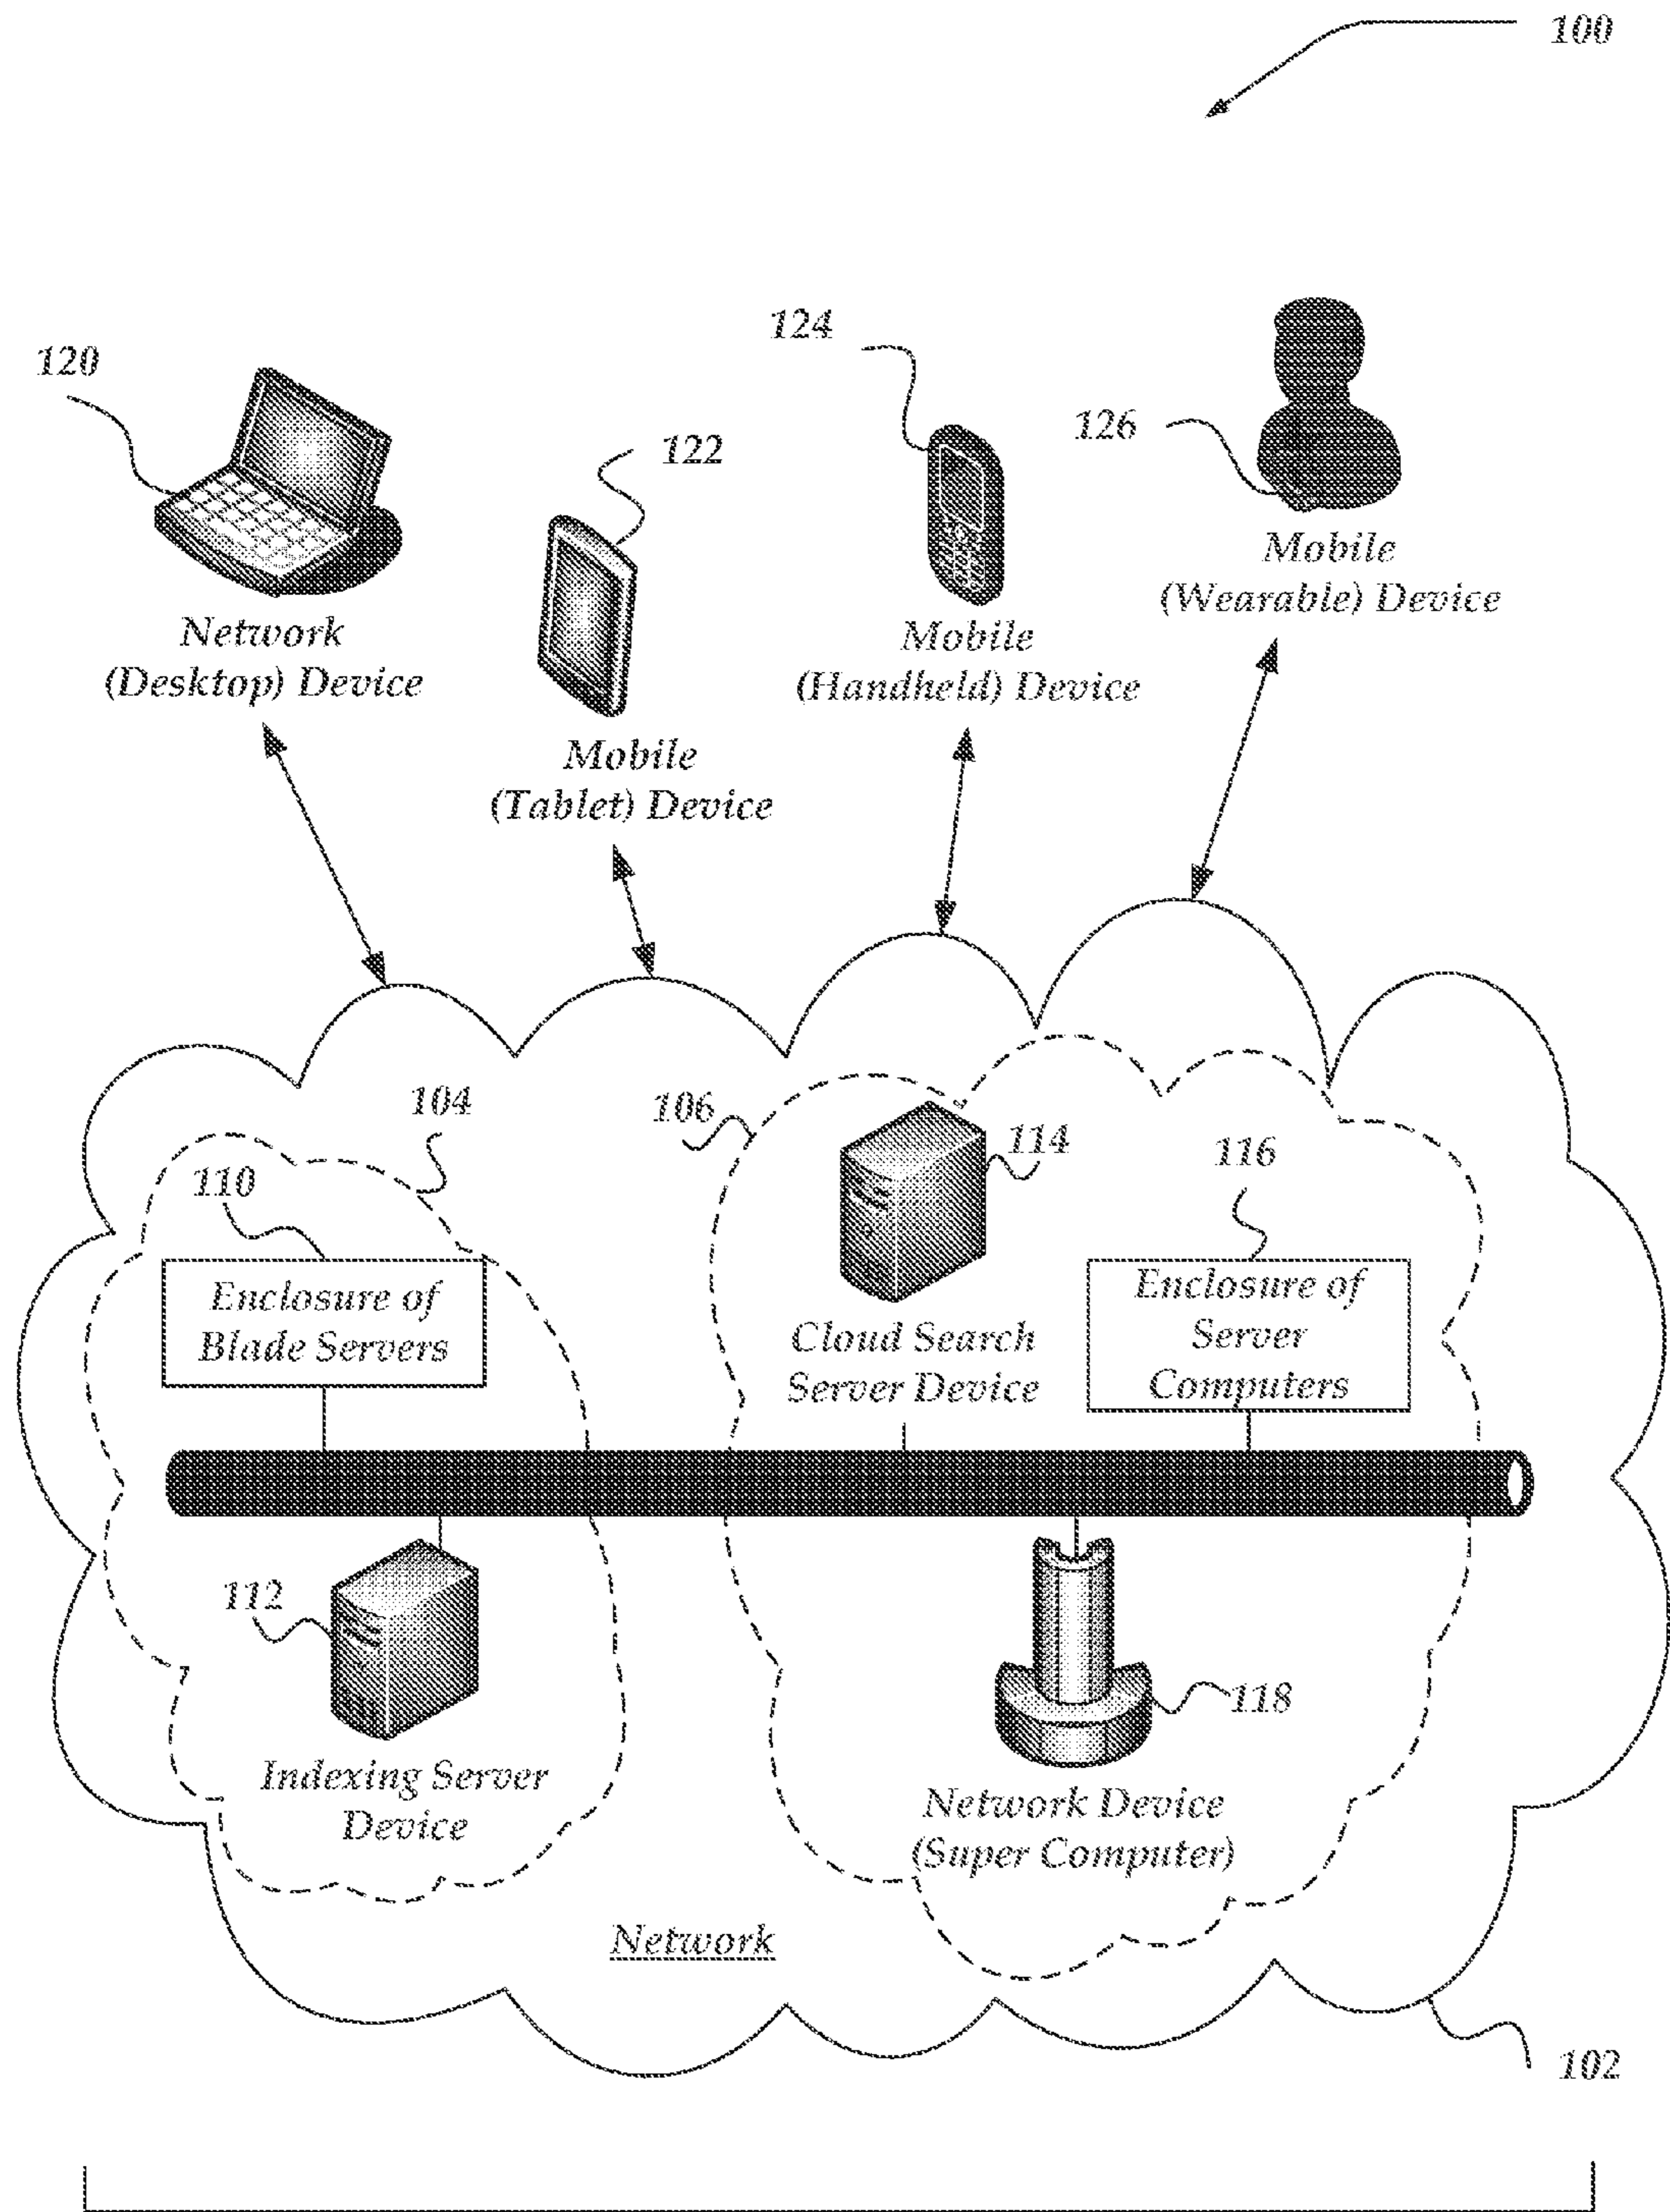 100
120
122
124
126
Network
(Desktop) Device
Mobile
(Tablet) Device
Mobile
(Handheld) Device
Mobile
(Wearable) Device
104
106
110
114
116
Enclosure of
Blade Servers
Cloud Search
Server Device
Enclosure of
Server
Computers
112
118
Indexing Server
Device
Network Device
(Super Computer)
Network
102